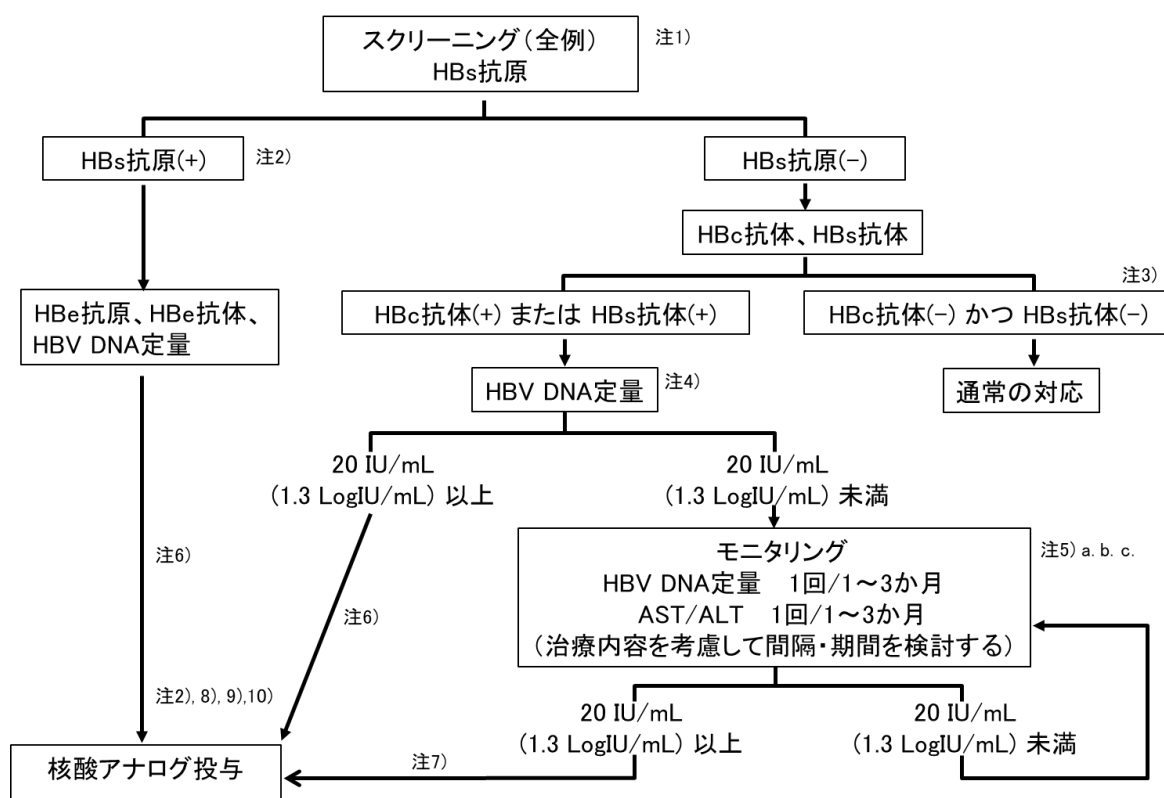 スクリーニング（全例）
HBs抗原
注1)
HBs抗原(+)
注2)
HBs抗原(−)
HBc抗体、HBs抗体
注3)
HBe抗原、HBe抗体、
HBV DNA定量
HBc抗体(+) または HBs抗体(+)
HBc抗体(−) かつ HBs抗体(−)
HBV DNA定量
注4)
通常の対応
20 IU/mL
(1.3 LogIU/mL) 以上
20 IU/mL
(1.3 LogIU/mL) 未満
注6)
注6)
モニタリング
HBV DNA定量　1回/1～3か月
AST/ALT　1回/1～3か月
（治療内容を考慮して間隔・期間を検討する）
注5) a. b. c.
注2), 8), 9),10)
20 IU/mL
(1.3 LogIU/mL) 以上
20 IU/mL
(1.3 LogIU/mL) 未満
核酸アナログ投与
注7)